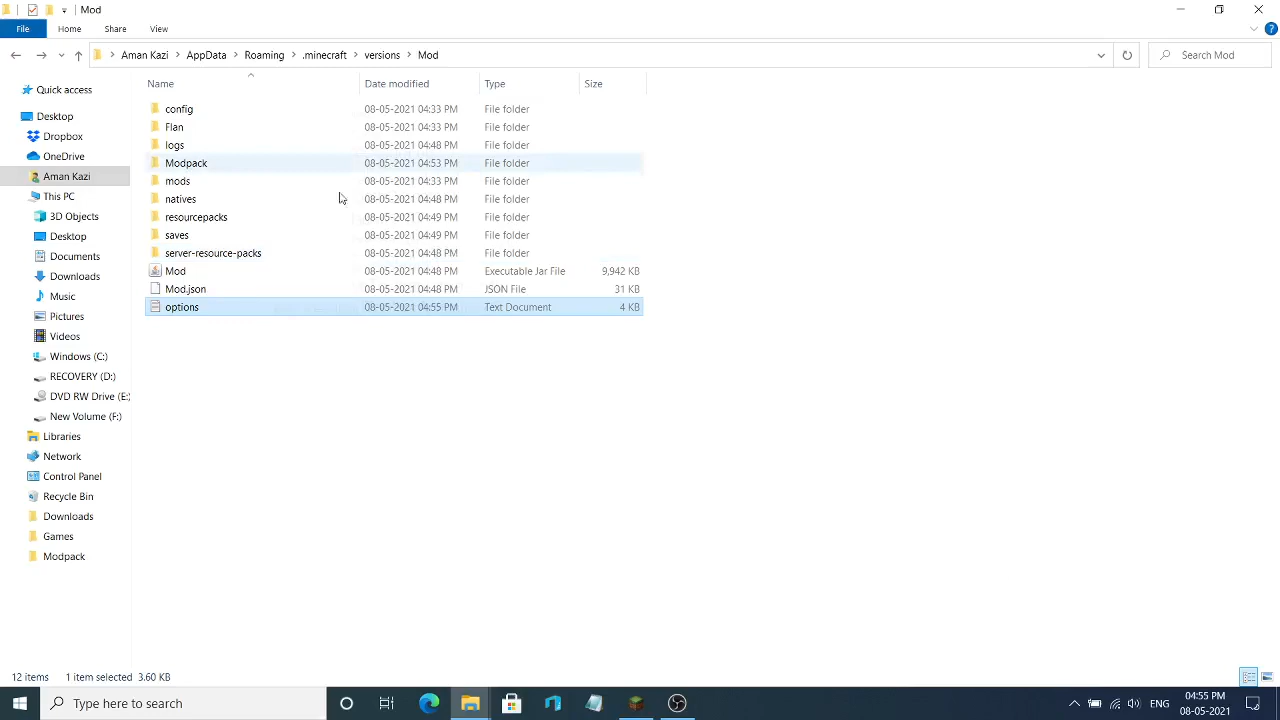 Mod
File Home Share View
Aman Kazi > AppData > Roaming > .minecraft > versions > Mod
Search Mod
Name Date modified Type Size
Quick access
Desktop
Dropbox
OneDrive
Aman Kazi
This PC
3D Objects
Desktop
Documents
Downloads
Music
Pictures
Videos
Windows (C:)
RECOVERY (D:)
DVD RW Drive (E:)
New Volume (F:)
Libraries
Network
Control Panel
Recycle Bin
Downloads
Games
Modpack
config 08-05-2021 04:33 PM File folder
Flan 08-05-2021 04:33 PM File folder
logs 08-05-2021 04:48 PM File folder
Modpack 08-05-2021 04:53 PM File folder
mods 08-05-2021 04:33 PM File folder
natives 08-05-2021 04:48 PM File folder
resourcepacks 08-05-2021 04:49 PM File folder
saves 08-05-2021 04:49 PM File folder
server-resource-packs 08-05-2021 04:48 PM File folder
Mod 08-05-2021 04:48 PM Executable Jar File 9,942 KB
Mod.json 08-05-2021 04:48 PM JSON File 31 KB
options 08-05-2021 04:55 PM Text Document 4 KB
12 items 1 item selected 3.60 KB
Type here to search
ENG
04:55 PM
08-05-2021